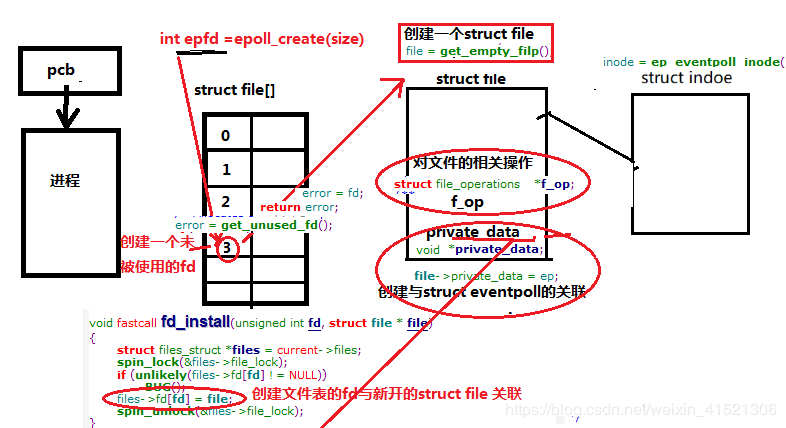 int epfd =epoll_create(size)
创建一个struct file
file = get_empty_filp()
inode = ep_eventpoll_inode(
struct indoe
pcb
struct file[]
struct file
进程
0
1
2
3
error = fd;
return error;
error = get_unused_fd();
创建一个未
被使用的fd
对文件的相关操作
struct file_operations *f_op;
/**
f_op
private_data
void *private_data;
file->private_data = ep;
创建与struct eventpoll的关联
void fastcall fd_install(unsigned int fd, struct file * file)
{
struct files_struct *files = current->files;
spin_lock(&files->file_lock);
if (unlikely(files->fd[fd] != NULL))
BUG();
files->fd[fd] = file;
创建文件表的fd与新开的struct file 关联
spin_unlock(&files->file_lock);
}
https://blog.csdn.net/weixin_41521306